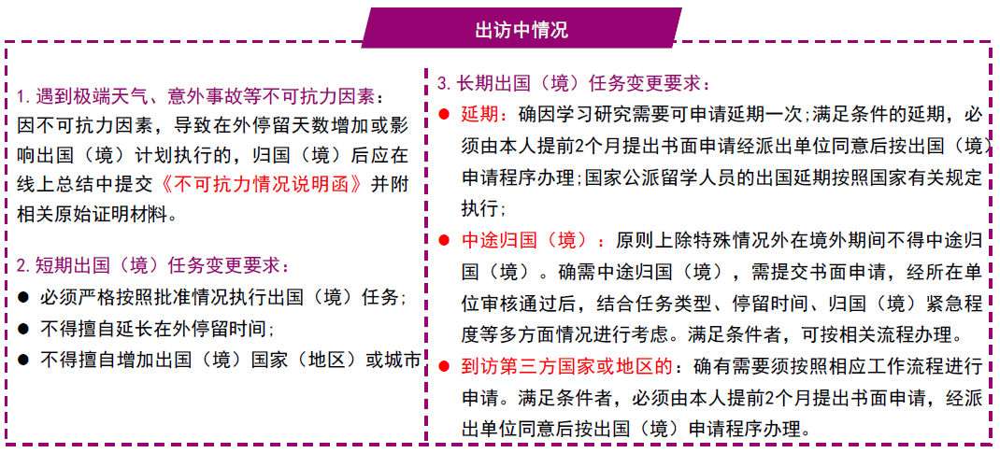 出访中情况
1.遇到极端天气、意外事故等不可抗力因素：
因不可抗力因素，导致在外停留天数增加或影
响出国（境）计划执行的，归国（境）后应在
线上总结中提交《不可抗力情况说明函》并附
相关原始证明材料。
2.短期出国（境）任务变更要求：
● 必须严格按照批准情况执行出国（境）任务;
● 不得擅自延长在外停留时间;
● 不得擅自增加出国（境）国家（地区）或城市
3.长期出国（境）任务变更要求：
● 延期：确因学习研究需要可申请延期一次;满足条件的延期，必
须由本人提前2个月提出书面申请经派出单位同意后按出国（境）
申请程序办理;国家公派留学人员的出国延期按照国家有关规定
执行;
● 中途归国（境）：原则上除特殊情况外在境外期间不得中途归
国（境）。确需中途归国（境），需提交书面申请，经所在单
位审核通过后，结合任务类型、停留时间、归国（境）紧急程
度等多方面情况进行考虑。满足条件者，可按相关流程办理。
● 到访第三方国家或地区的：确有需要须按照相应工作流程进行
申请。满足条件者，必须由本人提前2个月提出书面申请，经派
出单位同意后按出国（境）申请程序办理。